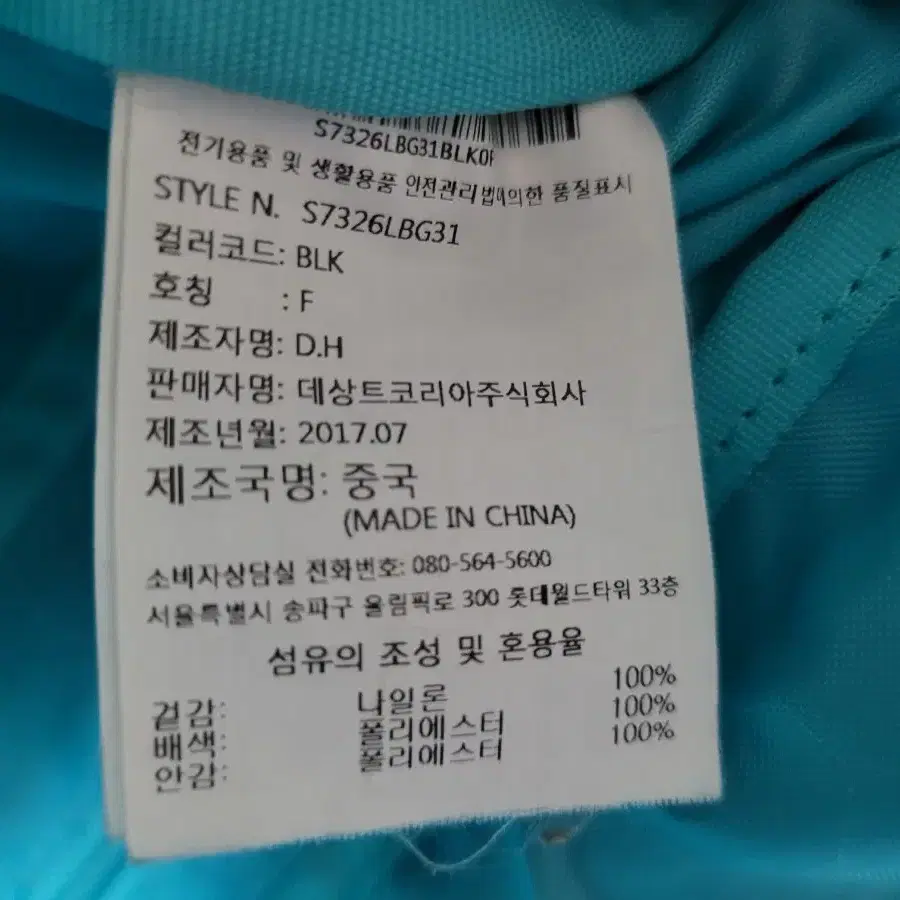 S7326LBG31BLK0F
전기용품 및 생활용품 안전관리법에의한 품질표시
STYLE N. S7326LBG31
컬러코드: BLK
호칭 : F
제조자명: D.H
판매자명: 데상트코리아주식회사
제조년월: 2017.07
제조국명: 중국
(MADE IN CHINA)
소비자상담실 전화번호: 080-564-5600
서울특별시 송파구 올림픽로 300 롯데월드타워 33층
섬유의 조성 및 혼용율
겉감: 나일론 100%
배색: 폴리에스터 100%
안감: 폴리에스터 100%